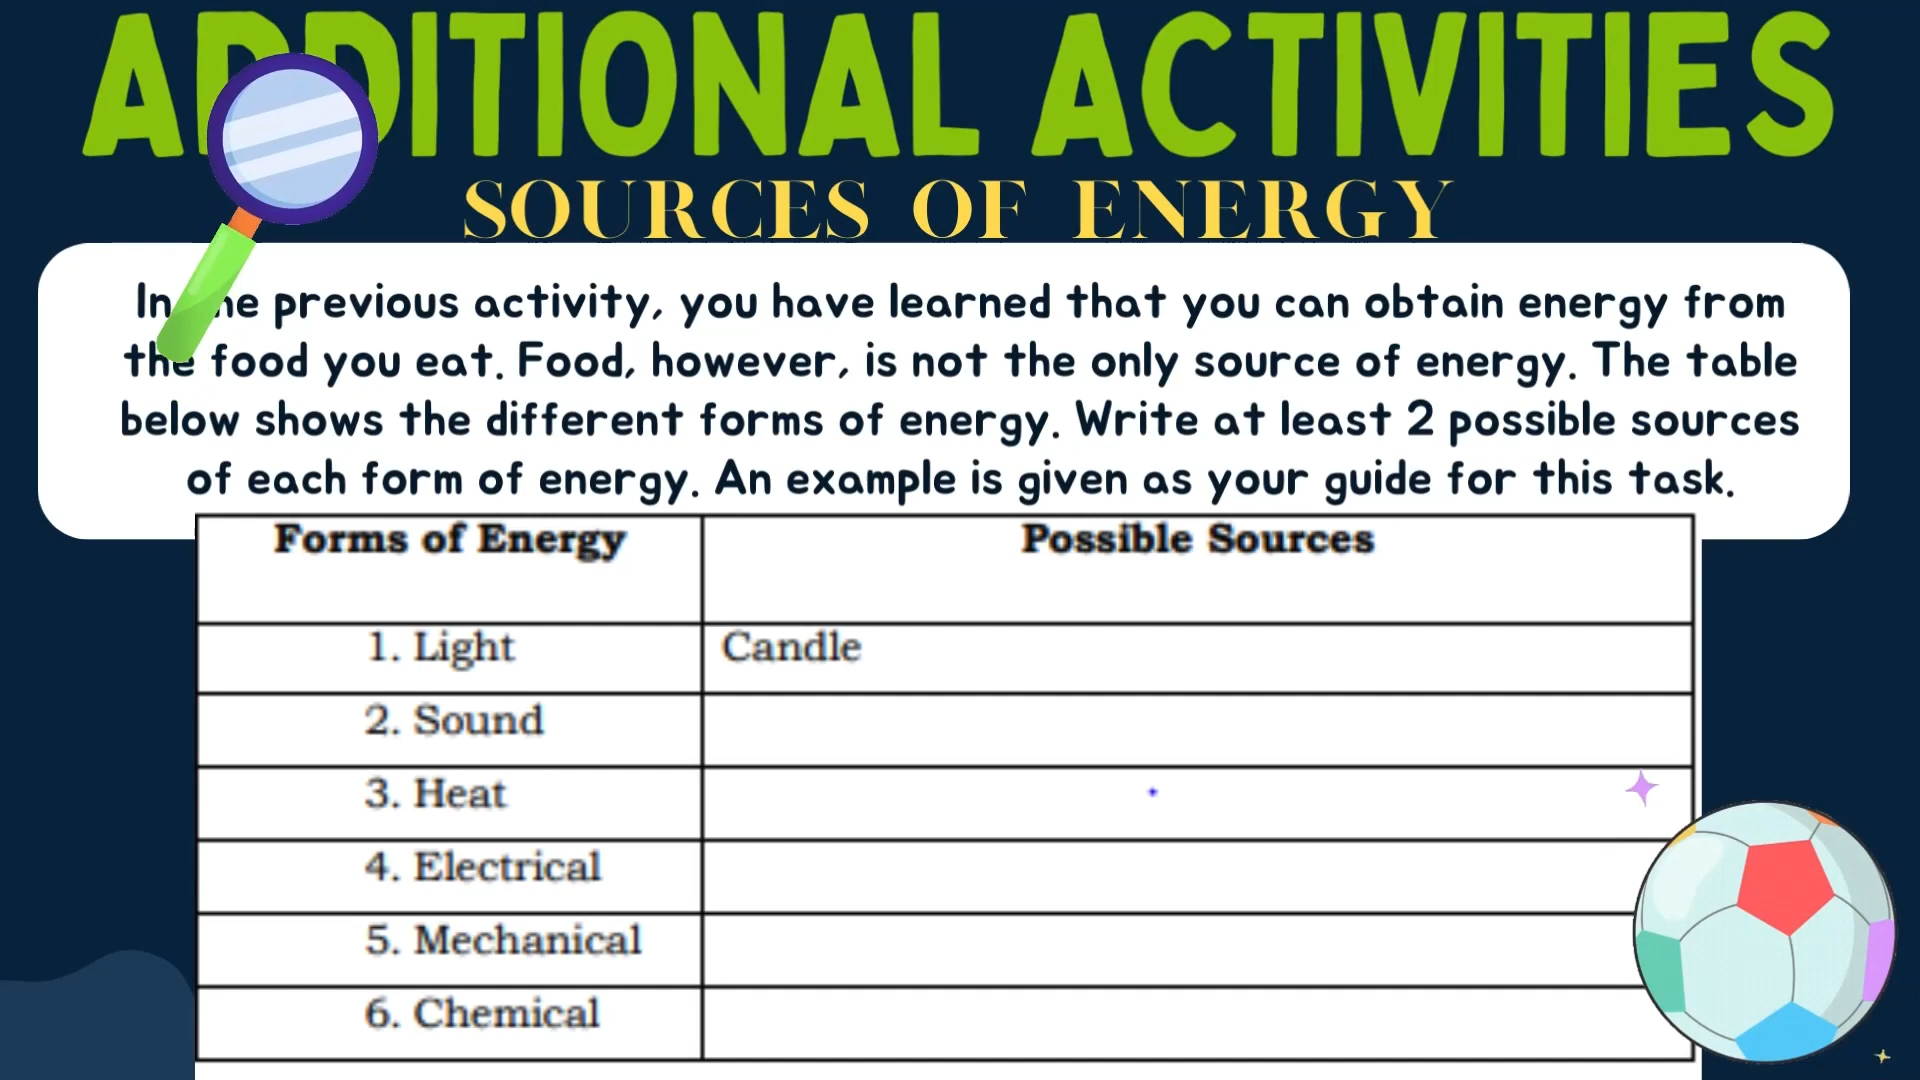 ADDITIONAL ACTIVITIES
SOURCES OF ENERGY
In the previous activity, you have learned that you can obtain energy from
the food you eat. Food, however, is not the only source of energy. The table
below shows the different forms of energy. Write at least 2 possible sources
of each form of energy. An example is given as your guide for this task.
Forms of Energy Possible Sources
1. Light Candle
2. Sound
3. Heat
4. Electrical
5. Mechanical
6. Chemical